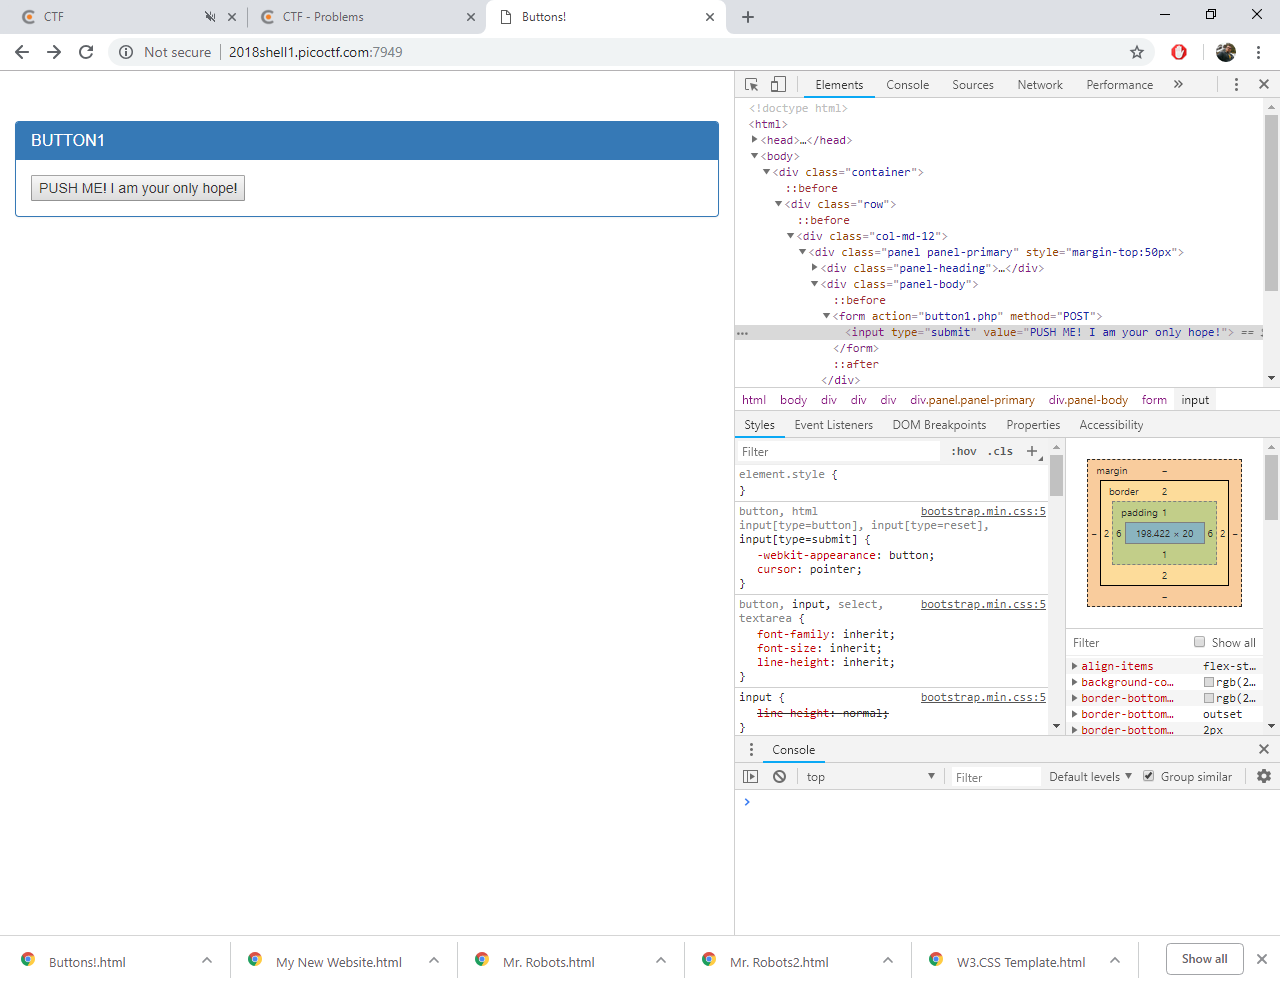 CTF
CTF - Problems
Buttons!
Not secure
2018shell1.picoctf.com:7949
BUTTON1
PUSH ME! I am your only hope!
Elements Console Sources Network Performance
<!doctype html>
<html>
<head>…</head>
<body>
<div class="container">
::before
<div class="row">
::before
<div class="col-md-12">
<div class="panel panel-primary" style="margin-top:50px">
<div class="panel-heading">…</div>
<div class="panel-body">
::before
<form action="button1.php" method="POST">
… <input type="submit" value="PUSH ME! I am your only hope!"> ==
</form>
::after
</div>
html body div div div div.panel.panel-primary div.panel-body form input
Styles Event Listeners DOM Breakpoints Properties Accessibility
Filter :hov .cls +
element.style {
}
button, html bootstrap.min.css:5
input[type=button], input[type=reset],
input[type=submit] {
-webkit-appearance: button;
cursor: pointer;
}
button, input, select, bootstrap.min.css:5
textarea {
font-family: inherit;
font-size: inherit;
line-height: inherit;
}
input { bootstrap.min.css:5
line-height: normal;
}
margin –
border 2
padding 1
– 2 6 198.422 × 20 6 2 –
1
2
–
Filter Show all
align-items flex-st…
background-co… rgb(2…
border-bottom… rgb(2…
border-bottom… outset
border-bottom… 2px
Console
top Filter Default levels Group similar
Buttons!.html
My New Website.html
Mr. Robots.html
Mr. Robots2.html
W3.CSS Template.html
Show all